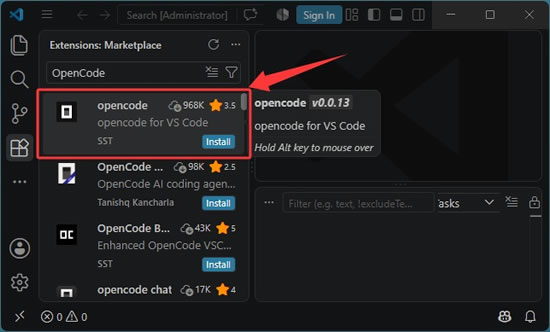 Search [Administrator]
Sign In
Extensions: Marketplace
OpenCode
opencode 968K 3.5
opencode for VS Code
SST Install
OpenCode ... 98K 2.5
OpenCode AI coding agen...
Tanishq Kancharla Install
OpenCode B... 43K 5
Enhanced OpenCode VSC...
SST Install
opencode chat 17K 4
opencode v0.0.13
opencode for VS Code
Hold Alt key to mouse over
Filter (e.g. text, !excludeTe...
asks
0 0